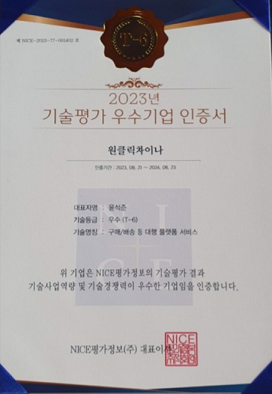 2023년
기술평가 우수기업 인증서
원클릭차이나
대표자명 : 윤석준
기술등급 : 우수 (T-6)
기술명칭 : 구매/배송 등 대행 플랫폼 서비스
위 기업은 NICE평가정보의 기술평가 결과
기술사업역량 및 기술경쟁력이 우수한 기업임을 인증합니다.
NICE평가정보(주) 대표이사
NICE